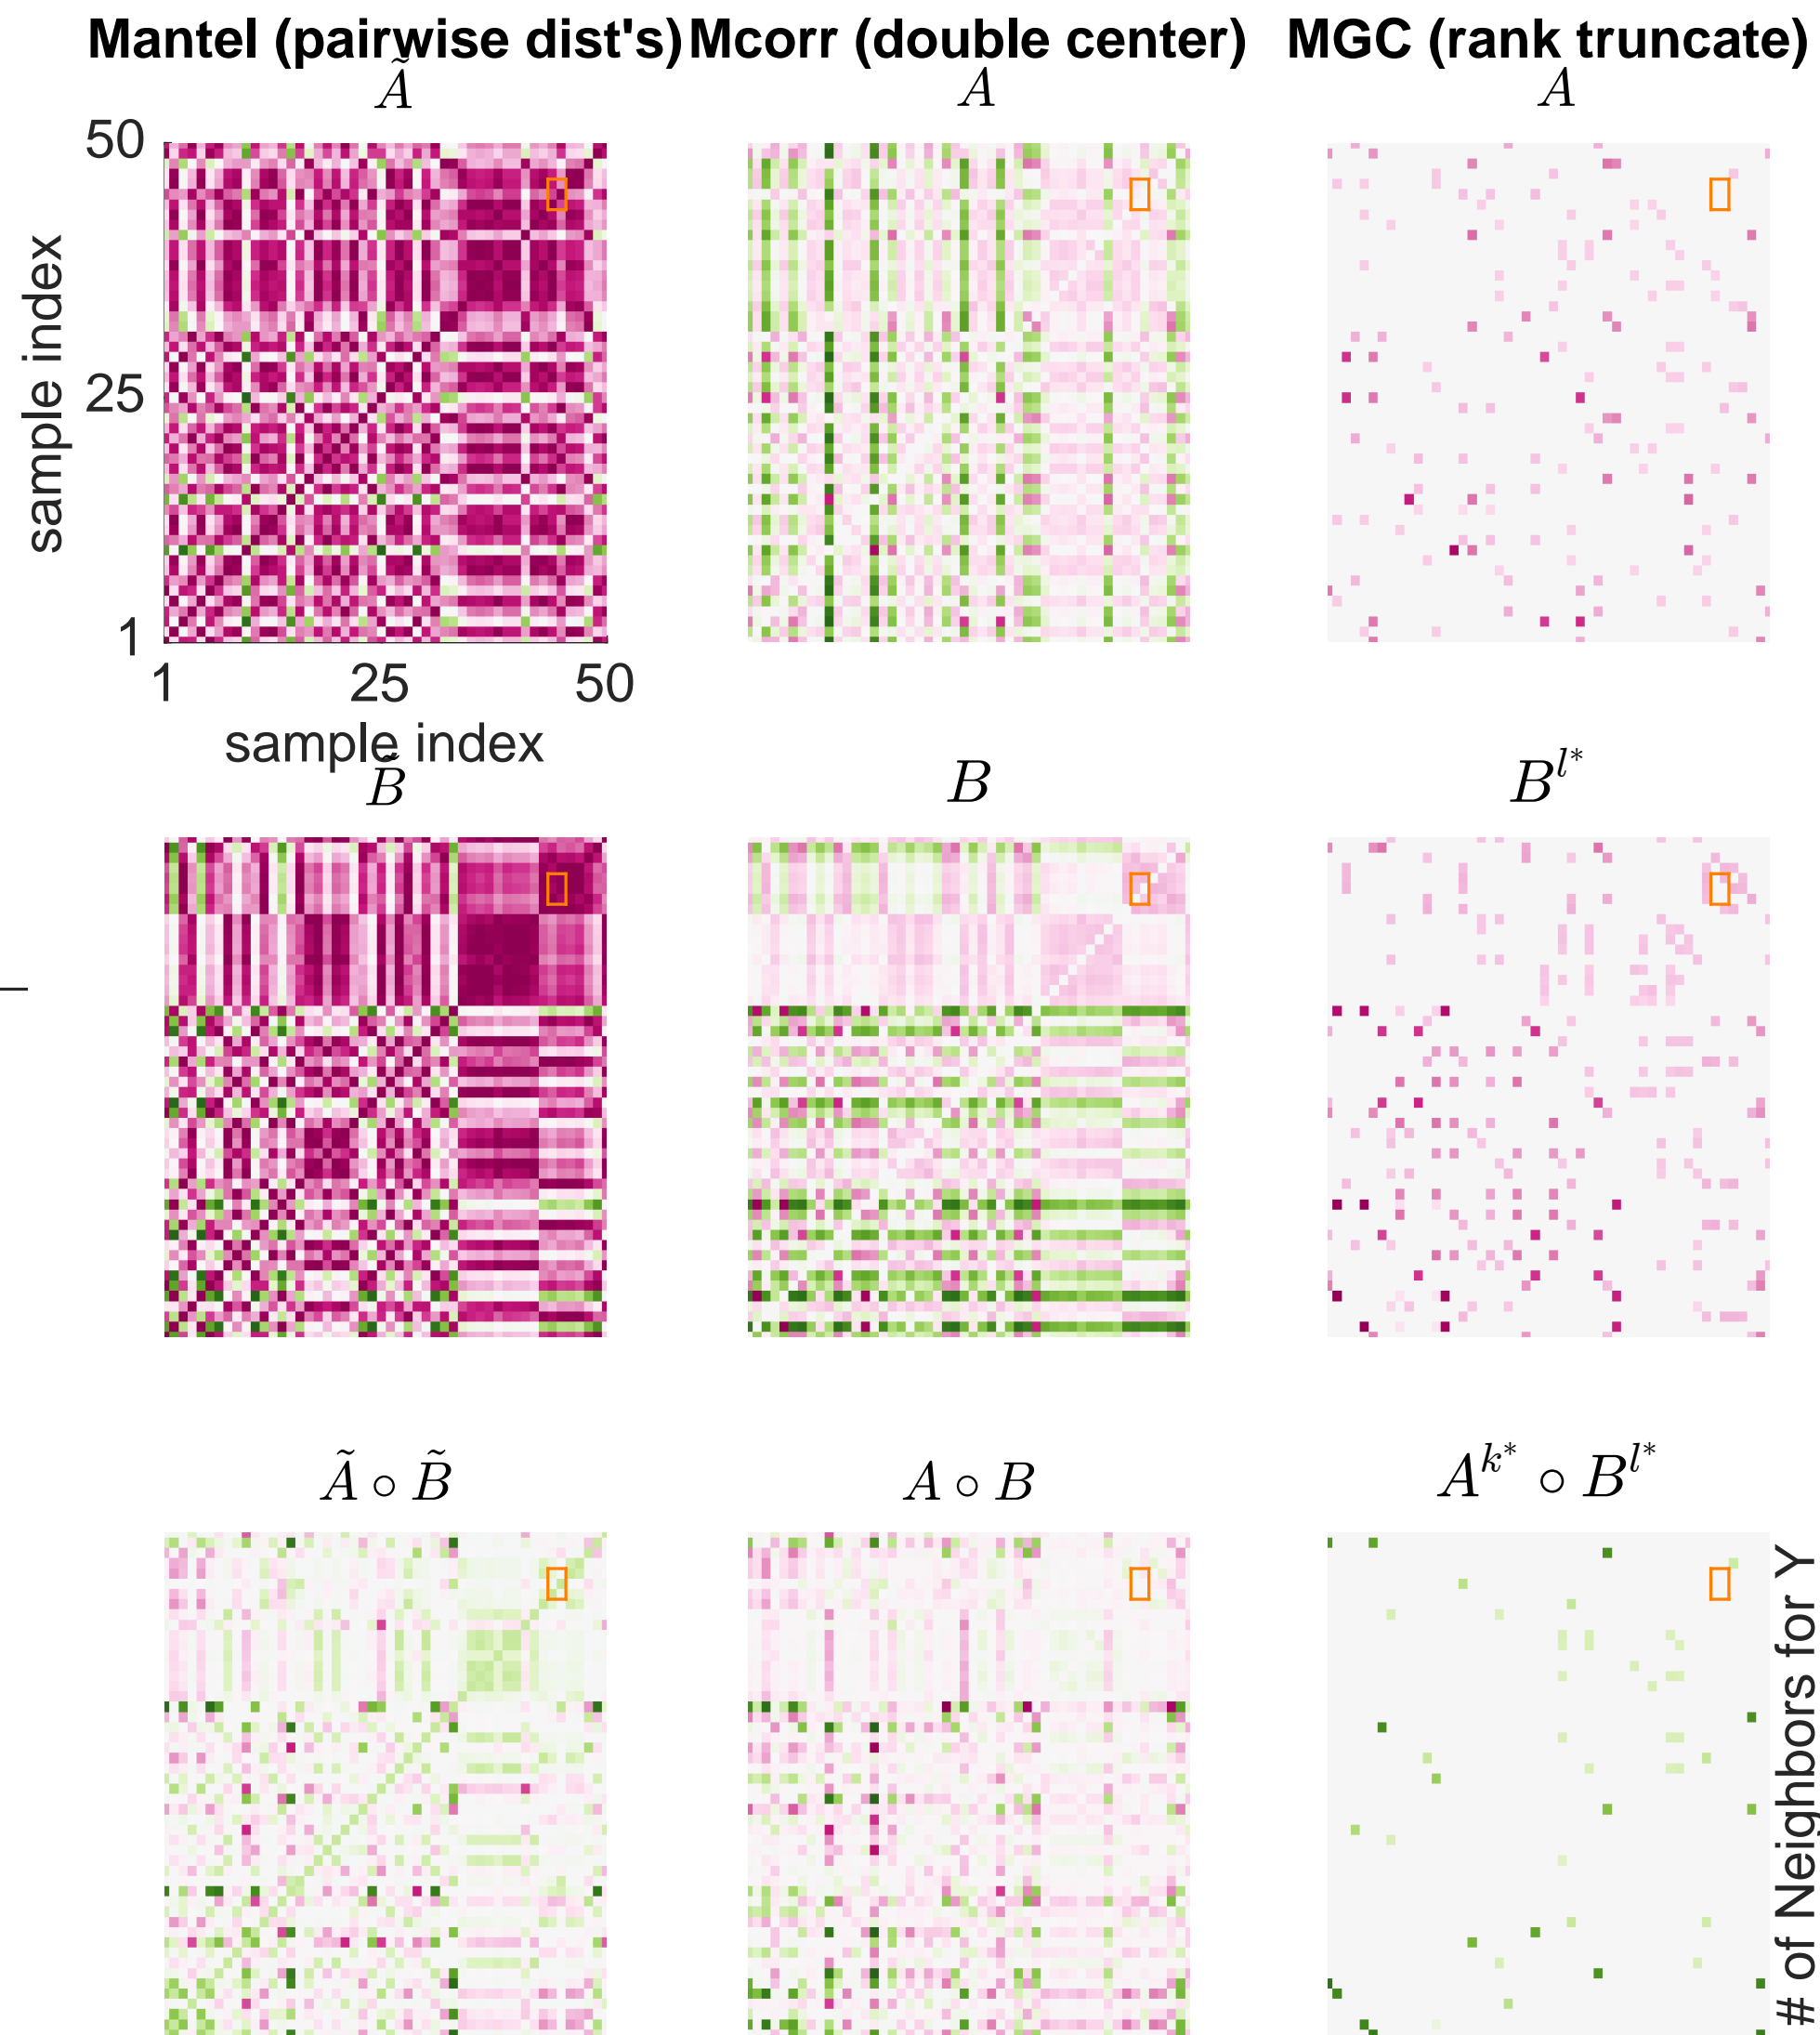 Mantel (pairwise dist's) Mcorr (double center) MGC (rank truncate)
Ã A A
50
25
1
sample index
1 25 50
sample index
B̃ B B^{l*}
Ã ∘ B̃ A ∘ B A^{k*} ∘ B^{l*}
# of Neighbors for Y